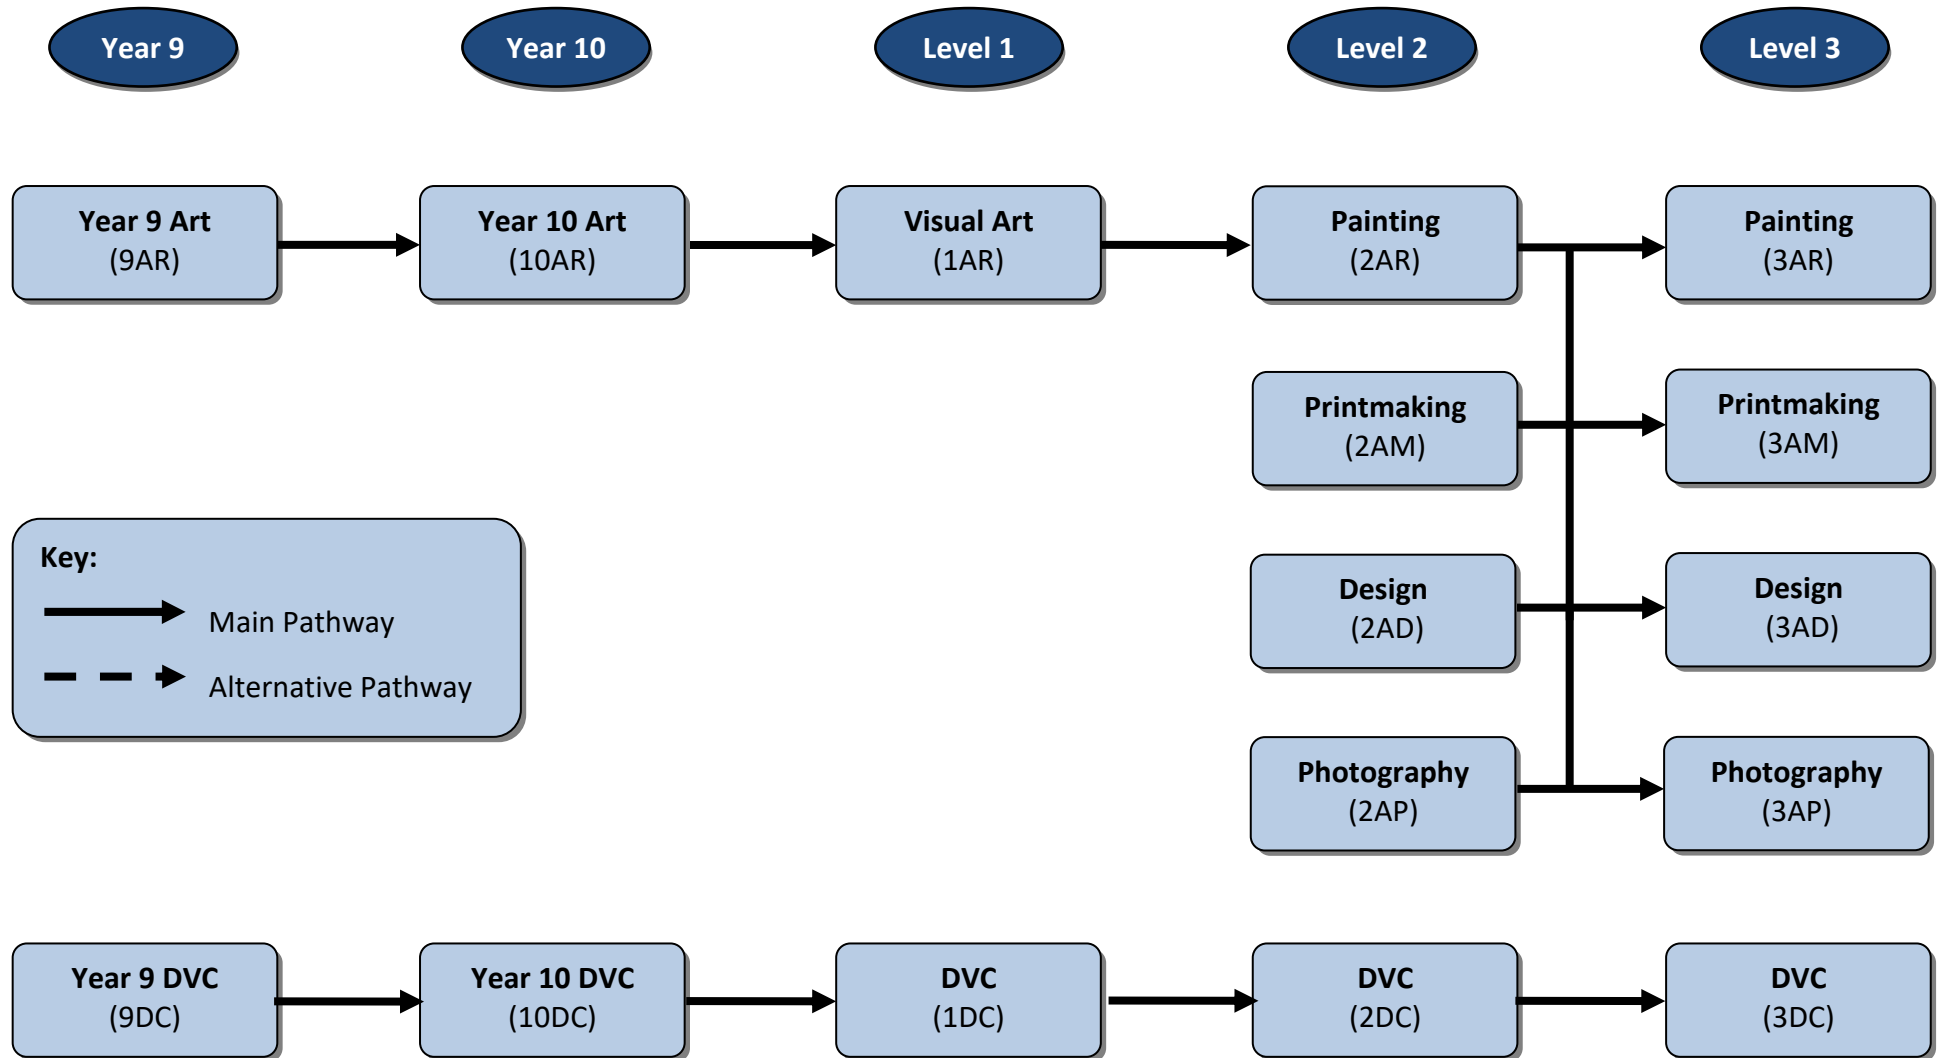 Year 9
Year 10
Level 1
Level 2
Level 3
Year 9 Art
(9AR)
Year 10 Art
(10AR)
Visual Art
(1AR)
Painting
(2AR)
Painting
(3AR)
Printmaking
(2AM)
Printmaking
(3AM)
Key:
Main Pathway
Alternative Pathway
Design
(2AD)
Design
(3AD)
Photography
(2AP)
Photography
(3AP)
Year 9 DVC
(9DC)
Year 10 DVC
(10DC)
DVC
(1DC)
DVC
(2DC)
DVC
(3DC)